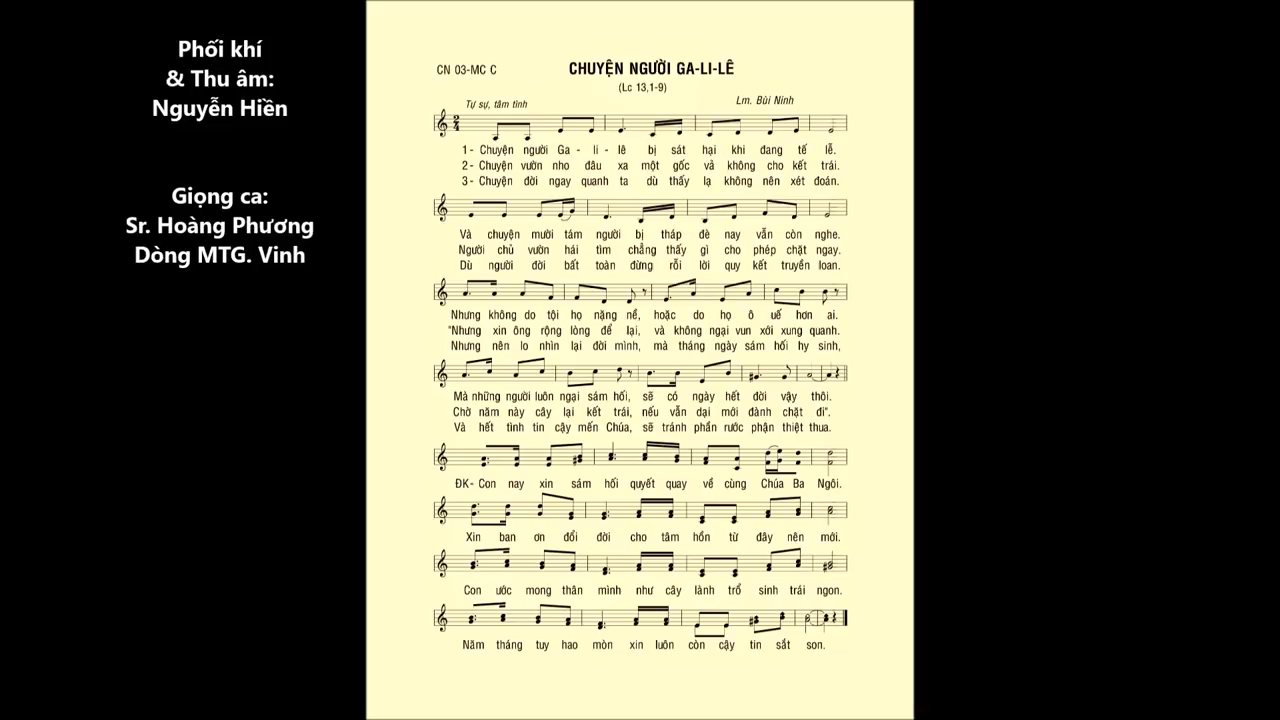 Phối khí
& Thu âm:
Nguyễn Hiền
Giọng ca:
Sr. Hoàng Phương
Dòng MTG. Vinh
CN 03-MC C
CHUYỆN NGƯỜI GA-LI-LÊ
(Lc 13,1-9)
Tự sự, tâm tình
Lm. Bùi Ninh
1- Chuyện người Ga - li - lê bị sát hại khi đang tế lễ.
2- Chuyện vườn nho đâu xa một gốc vả không cho kết trái.
3- Chuyện đời ngay quanh ta dù thấy lạ không nên xét đoán.
Và chuyện mười tám người bị tháp đè nay vẫn còn nghe.
Người chủ vườn hái tìm chẳng thấy gì cho phép chặt ngay.
Dù người đời bất toàn đừng rỗi lời quy kết truyền loan.
Nhưng không do tội họ nặng nề, hoặc do họ ô uế hơn ai.
"Nhưng xin ông rộng lòng để lại, và không ngại vun xới xung quanh.
Nhưng nên lo nhìn lại đời mình, mà tháng ngày sám hối hy sinh,
Mà những người luôn ngại sám hối, sẽ có ngày hết đời vậy thôi.
Chờ năm này cây lại kết trái, nếu vẫn dại mới đành chặt đi".
Và hết tình tin cậy mến Chúa, sẽ tránh phần rước phận thiệt thua.
ĐK- Con nay xin sám hối quyết quay về cùng Chúa Ba Ngôi.
Xin ban ơn đổi đời cho tâm hồn từ đây nên mới.
Con ước mong thân mình như cây lành trổ sinh trái ngon.
Năm tháng tuy hao mòn xin luôn còn cậy tin sắt son.